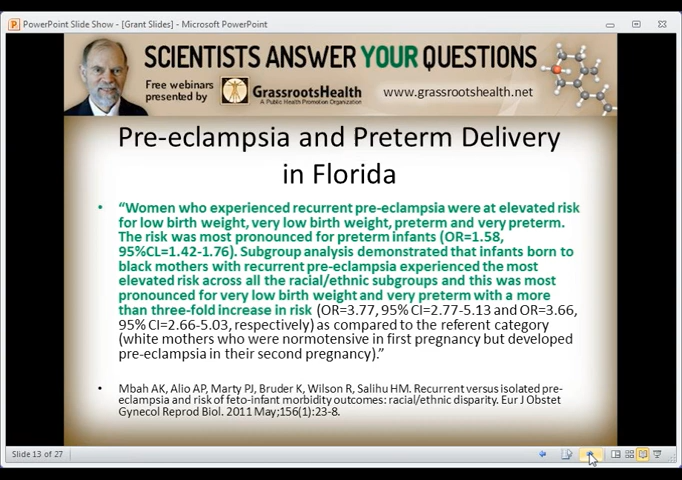 PowerPoint Slide Show - [Grant Slides] - Microsoft PowerPoint
SCIENTISTS ANSWER YOUR QUESTIONS
Free webinars
presented by
GrassrootsHealth
A Public Health Promotion Organization
www.grassrootshealth.net
Pre-eclampsia and Preterm Delivery
in Florida
• “Women who experienced recurrent pre-eclampsia were at elevated risk
for low birth weight, very low birth weight, preterm and very preterm.
The risk was most pronounced for preterm infants (OR=1.58,
95%CL=1.42-1.76). Subgroup analysis demonstrated that infants born to
black mothers with recurrent pre-eclampsia experienced the most
elevated risk across all the racial/ethnic subgroups and this was most
pronounced for very low birth weight and very preterm with a more
than three-fold increase in risk (OR=3.77, 95% CI=2.77-5.13 and OR=3.66,
95% CI=2.66-5.03, respectively) as compared to the referent category
(white mothers who were normotensive in first pregnancy but developed
pre-eclampsia in their second pregnancy).”
• Mbah AK, Alio AP, Marty PJ, Bruder K, Wilson R, Salihu HM. Recurrent versus isolated pre-
eclampsia and risk of feto-infant morbidity outcomes: racial/ethnic disparity. Eur J Obstet
Gynecol Reprod Biol. 2011 May;156(1):23-8.
Slide 13 of 27